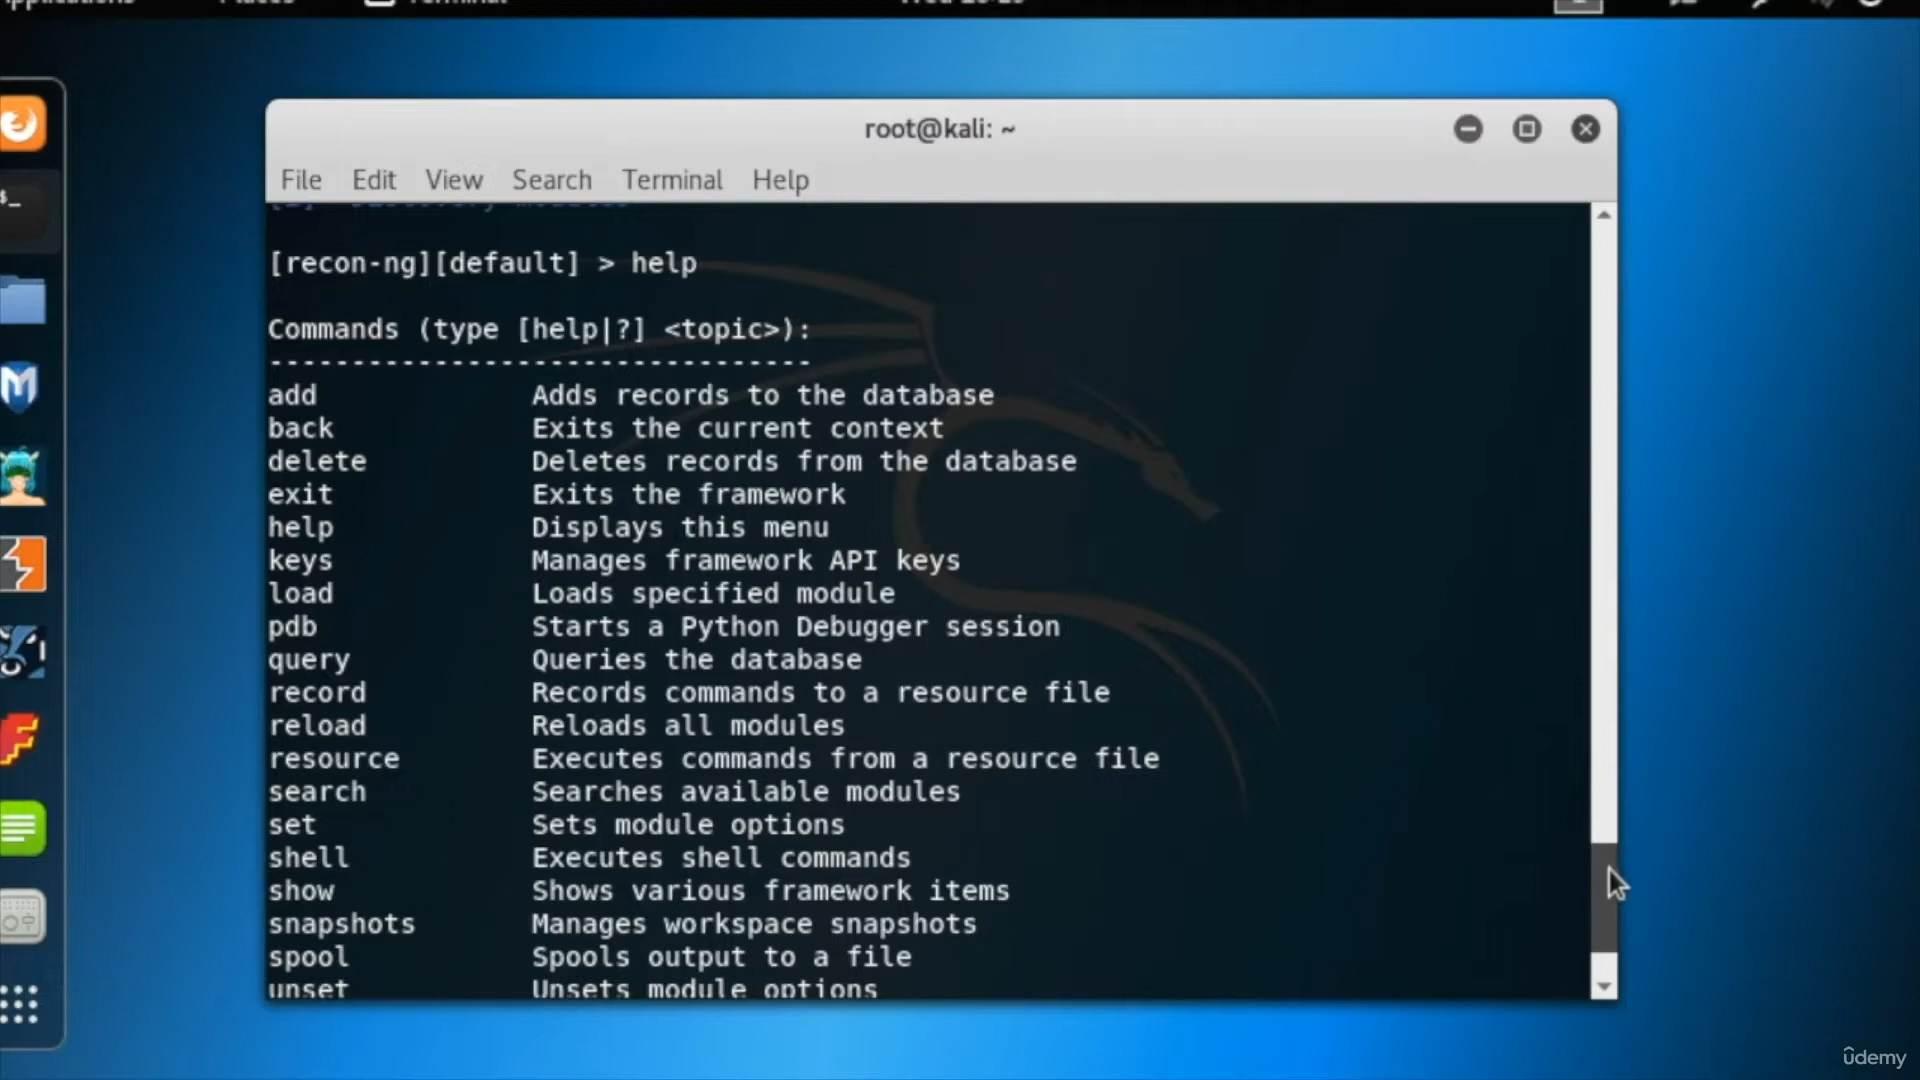 root@kali: ~
File Edit View Search Terminal Help
[recon-ng][default] > help
Commands (type [help|?] <topic>):
---------------------------------
add Adds records to the database
back Exits the current context
delete Deletes records from the database
exit Exits the framework
help Displays this menu
keys Manages framework API keys
load Loads specified module
pdb Starts a Python Debugger session
query Queries the database
record Records commands to a resource file
reload Reloads all modules
resource Executes commands from a resource file
search Searches available modules
set Sets module options
shell Executes shell commands
show Shows various framework items
snapshots Manages workspace snapshots
spool Spools output to a file
unset Unsets module options
ûdemy